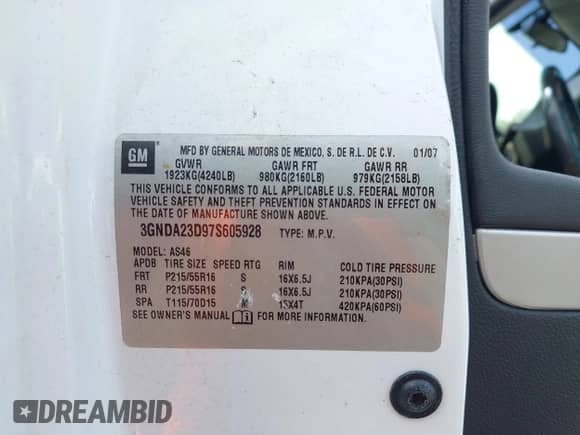 GM
MFD BY GENERAL MOTORS DE MEXICO, S. DE R.L. DE C.V. 01/07
GVWR GAWR FRT GAWR RR
1923KG(4240LB) 980KG(2160LB) 979KG(2158LB)
THIS VEHICLE CONFORMS TO ALL APPLICABLE U.S. FEDERAL MOTOR
VEHICLE SAFETY AND THEFT PREVENTION STANDARDS IN EFFECT ON
THE DATE OF MANUFACTURE SHOWN ABOVE.
3GNDA23D97S605928 TYPE: M.P.V.
MODEL: AS46
APDB TIRE SIZE SPEED RTG RIM COLD TIRE PRESSURE
FRT P215/55R16 S 16X6.5J 210KPA(30PSI)
RR P215/55R16 16X6.5J 210KPA(30PSI)
SPA T115/70D15 M 420KPA(60PSI)
SEE OWNER'S MANUAL FOR MORE INFORMATION
DREAMBID